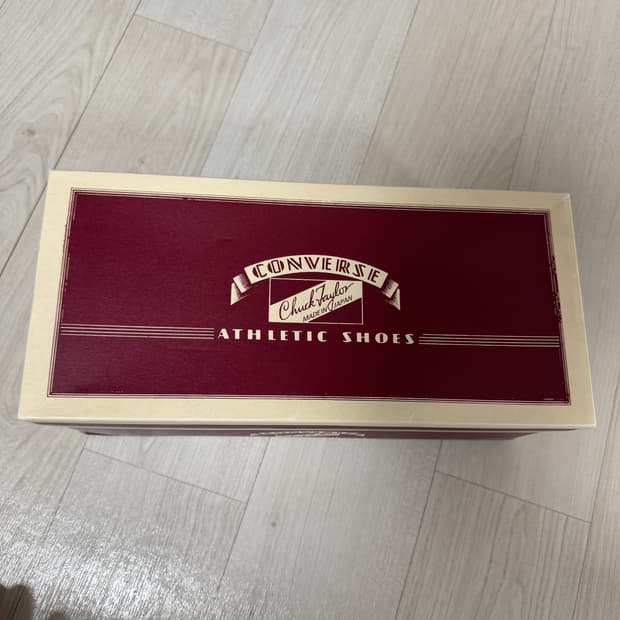 CONVERSE
Chuck Taylor
MADE IN JAPAN
ATHLETIC SHOES